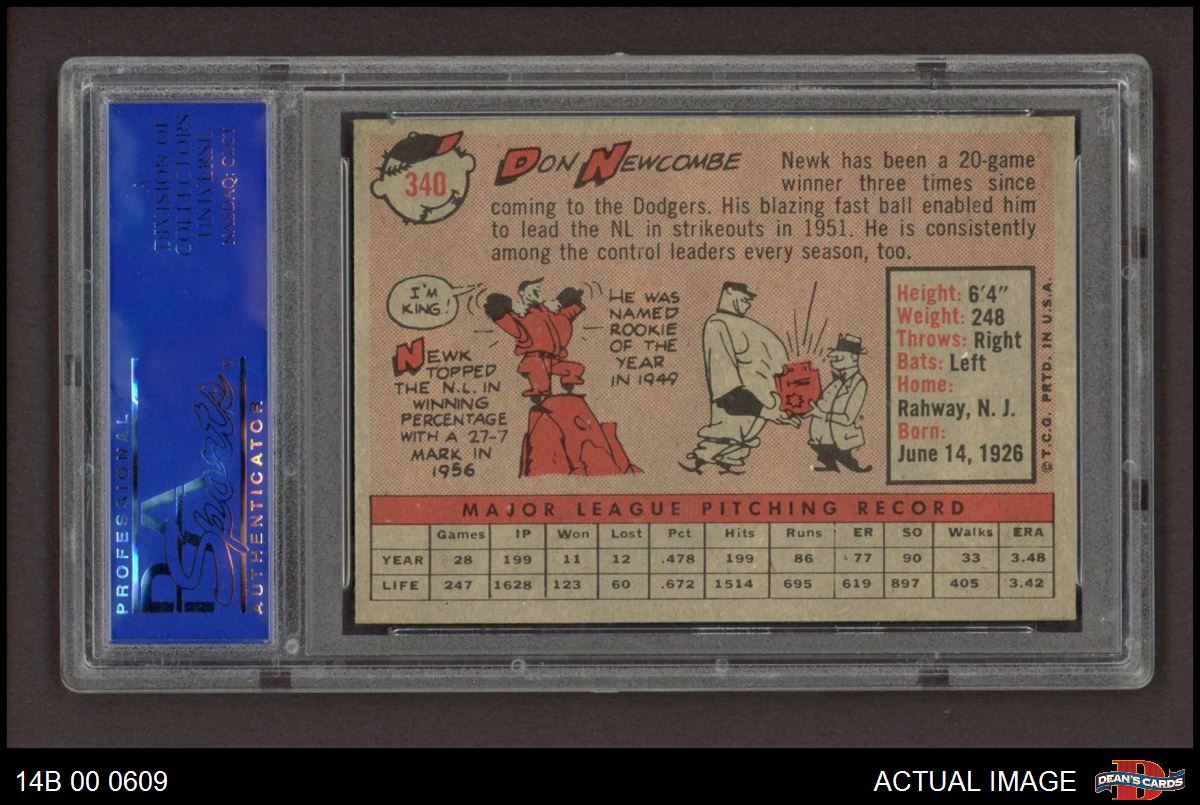 A
DIVISION OF
COLLECTORS
UNIVERSE
NASDAQ: CLCT
PROFESSIONAL
PSA
Sports
AUTHENTICATOR
340
DON NEWCOMBE
Newk has been a 20-game
winner three times since
coming to the Dodgers. His blazing fast ball enabled him
to lead the NL in strikeouts in 1951. He is consistently
among the control leaders every season, too.
I'M
KING!
NEWK
TOPPED
THE N.L. IN
WINNING
PERCENTAGE
WITH A 27-7
MARK IN
1956
HE WAS
NAMED
ROOKIE
OF THE
YEAR
IN 1949
Height: 6'4"
Weight: 248
Throws: Right
Bats: Left
Home:
Rahway, N. J.
Born:
June 14, 1926
© T.C.G. PRTD. IN U.S.A.
MAJOR LEAGUE PITCHING RECORD
Games IP Won Lost Pct Hits Runs ER SO Walks ERA
YEAR 28 199 11 12 .478 199 86 77 90 33 3.48
LIFE 247 1628 123 60 .672 1514 695 619 897 405 3.42
14B 00 0609
ACTUAL IMAGE
DEAN'S CARDS